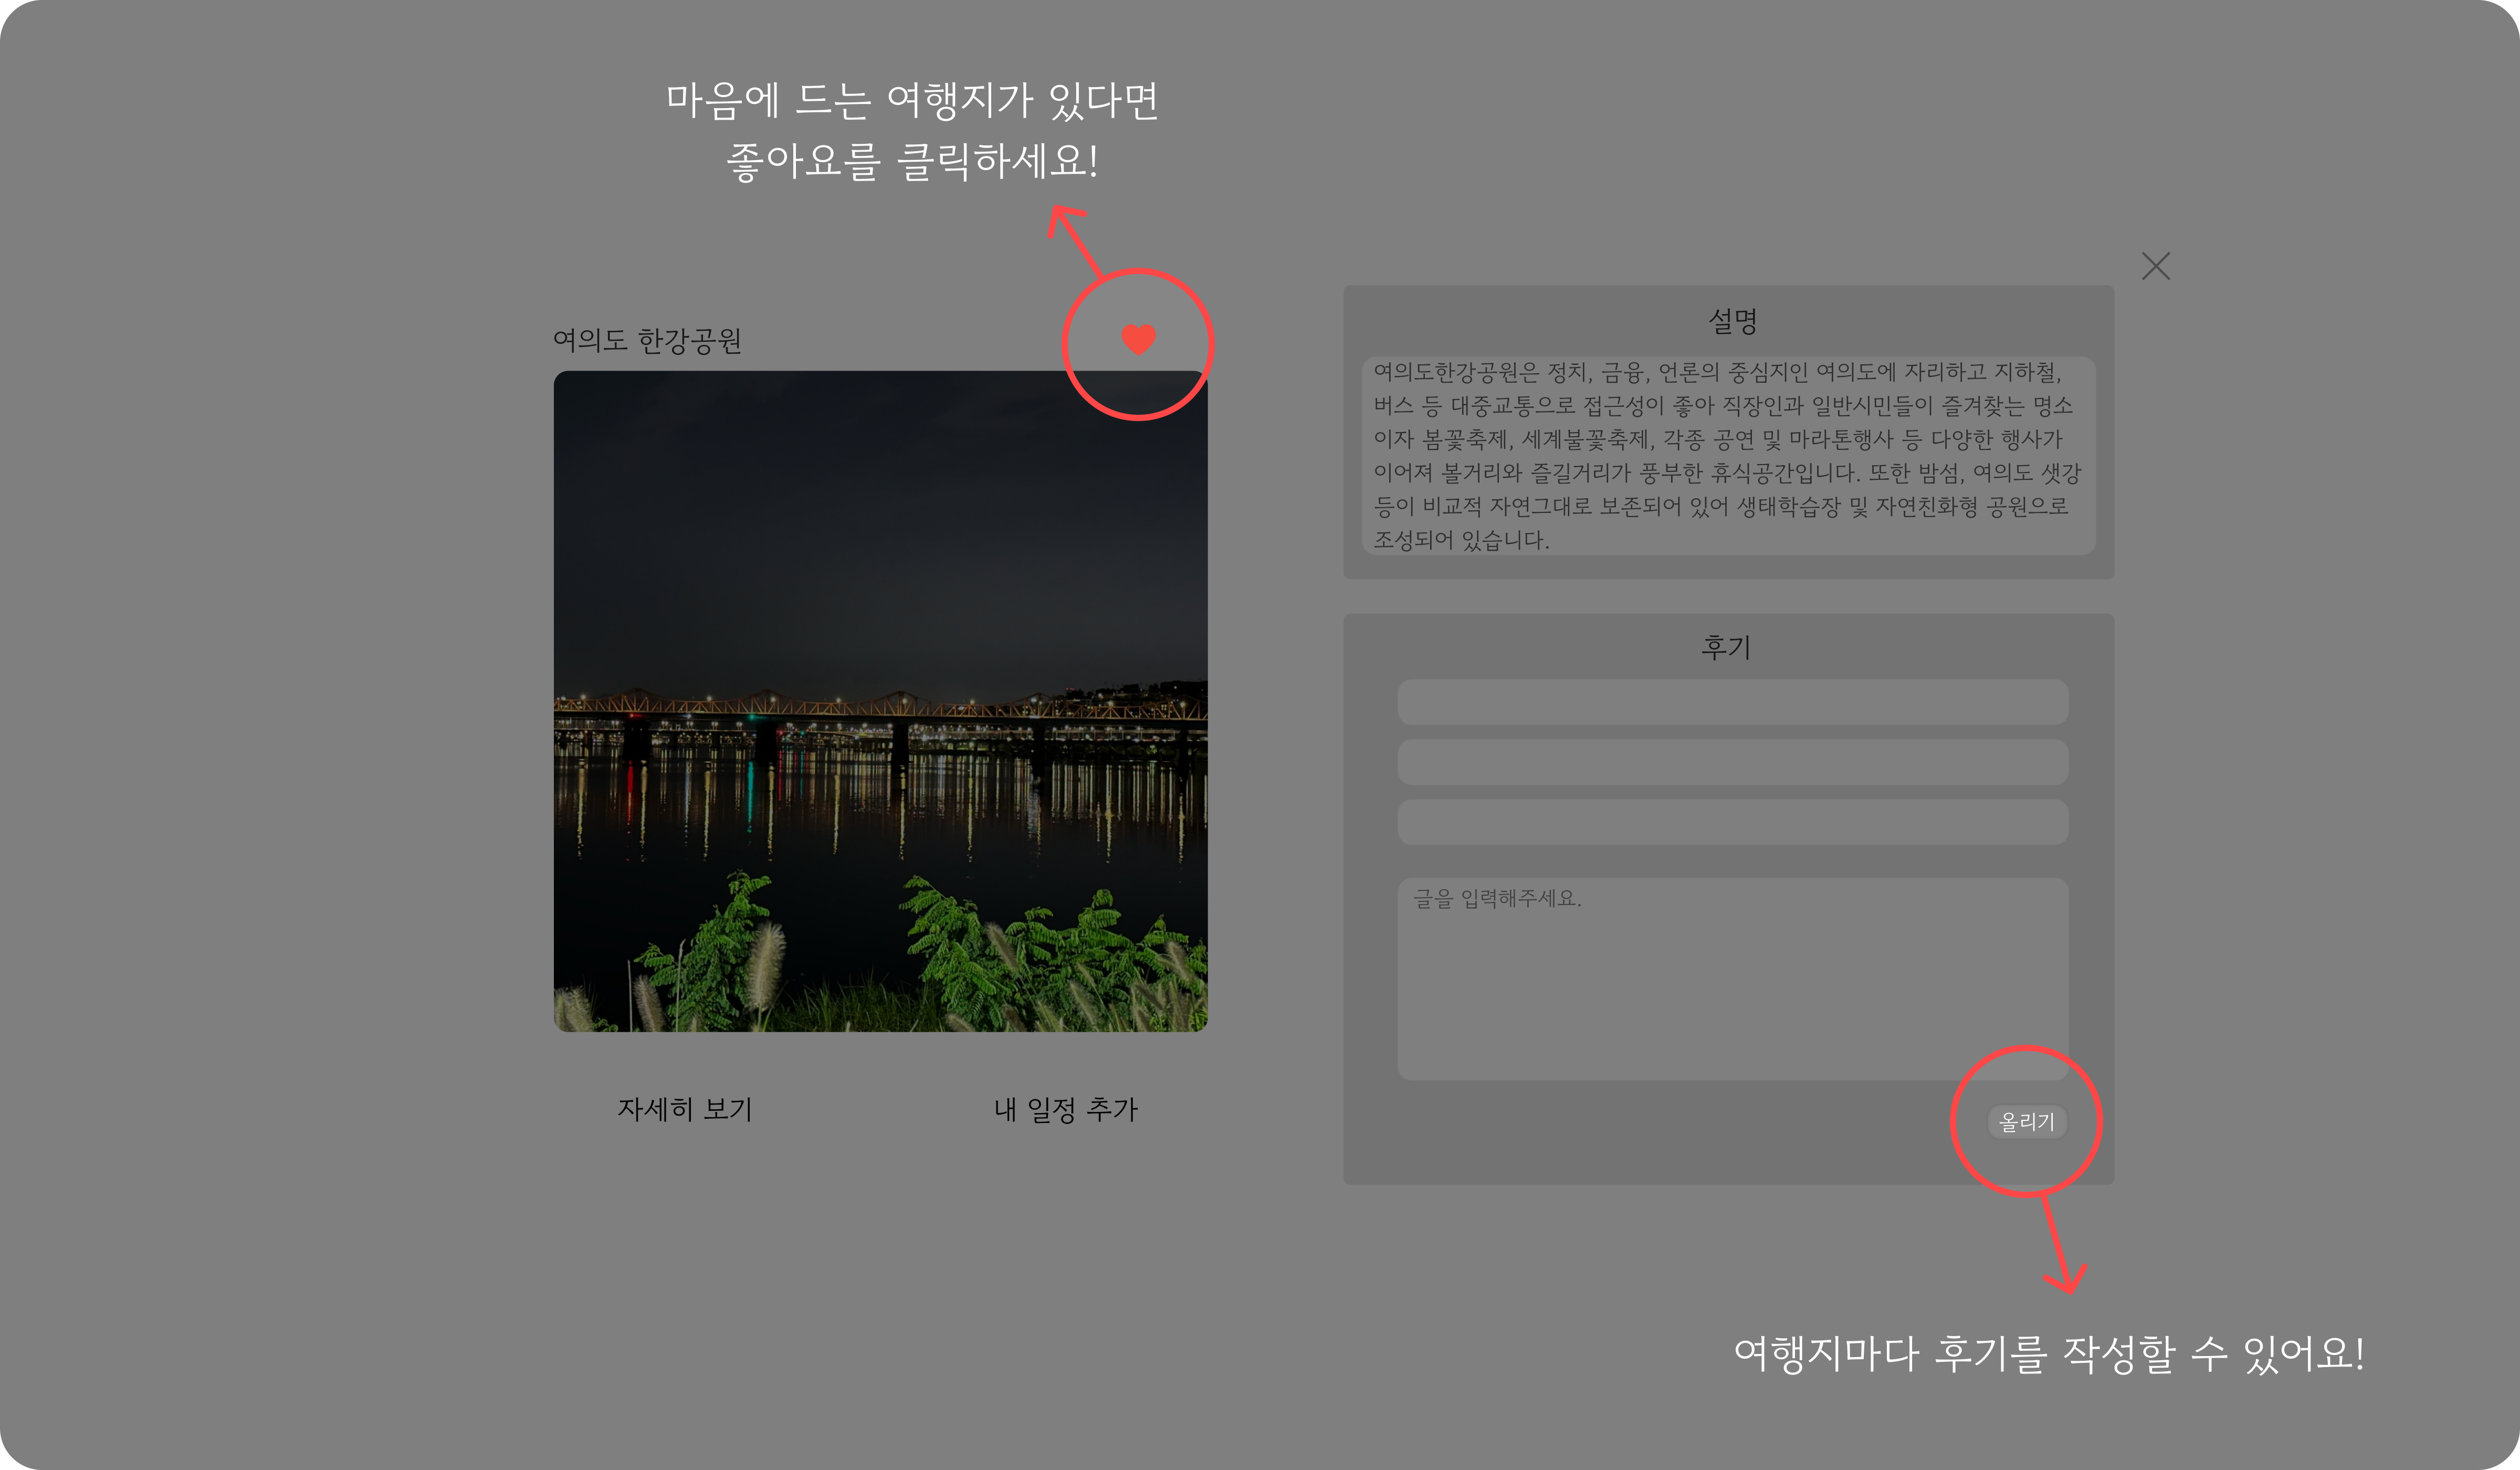 마음에 드는 여행지가 있다면
좋아요를 클릭하세요!
여의도 한강공원
자세히 보기
내 일정 추가
설명
여의도한강공원은 정치, 금융, 언론의 중심지인 여의도에 자리하고 지하철,
버스 등 대중교통으로 접근성이 좋아 직장인과 일반시민들이 즐겨찾는 명소
이자 봄꽃축제, 세계불꽃축제, 각종 공연 및 마라톤행사 등 다양한 행사가
이어져 볼거리와 즐길거리가 풍부한 휴식공간입니다. 또한 밤섬, 여의도 샛강
등이 비교적 자연그대로 보존되어 있어 생태학습장 및 자연친화형 공원으로
조성되어 있습니다.
후기
글을 입력해주세요.
올리기
여행지마다 후기를 작성할 수 있어요!